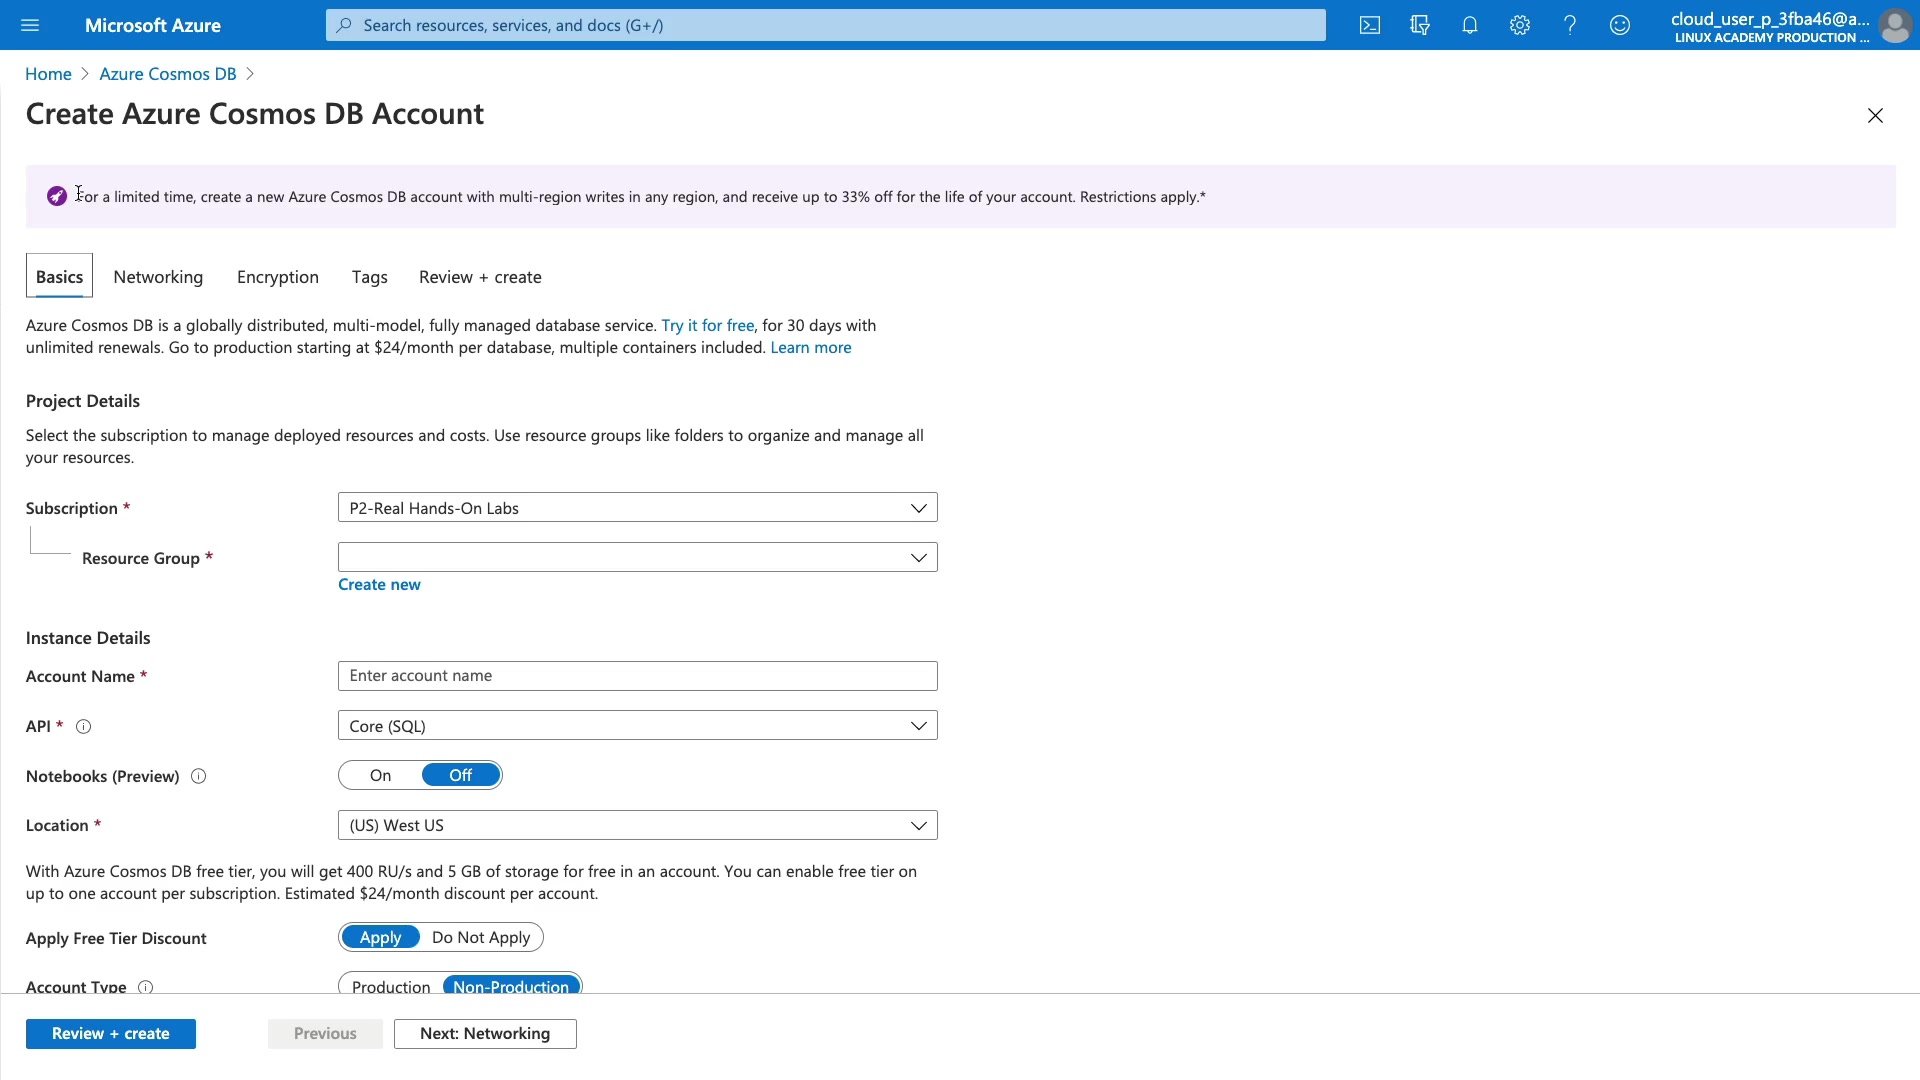 Microsoft Azure
Search resources, services, and docs (G+/)
cloud_user_p_3fba46@a...
LINUX ACADEMY PRODUCTION ...
Home > Azure Cosmos DB >
Create Azure Cosmos DB Account
For a limited time, create a new Azure Cosmos DB account with multi-region writes in any region, and receive up to 33% off for the life of your account. Restrictions apply.*
Basics Networking Encryption Tags Review + create
Azure Cosmos DB is a globally distributed, multi-model, fully managed database service. Try it for free, for 30 days with
unlimited renewals. Go to production starting at $24/month per database, multiple containers included. Learn more
Project Details
Select the subscription to manage deployed resources and costs. Use resource groups like folders to organize and manage all
your resources.
Subscription *
P2-Real Hands-On Labs
Resource Group *
Create new
Instance Details
Account Name *
Enter account name
API *
Core (SQL)
Notebooks (Preview)
On Off
Location *
(US) West US
With Azure Cosmos DB free tier, you will get 400 RU/s and 5 GB of storage for free in an account. You can enable free tier on
up to one account per subscription. Estimated $24/month discount per account.
Apply Free Tier Discount
Apply Do Not Apply
Account Type
Production Non-Production
Review + create Previous Next: Networking